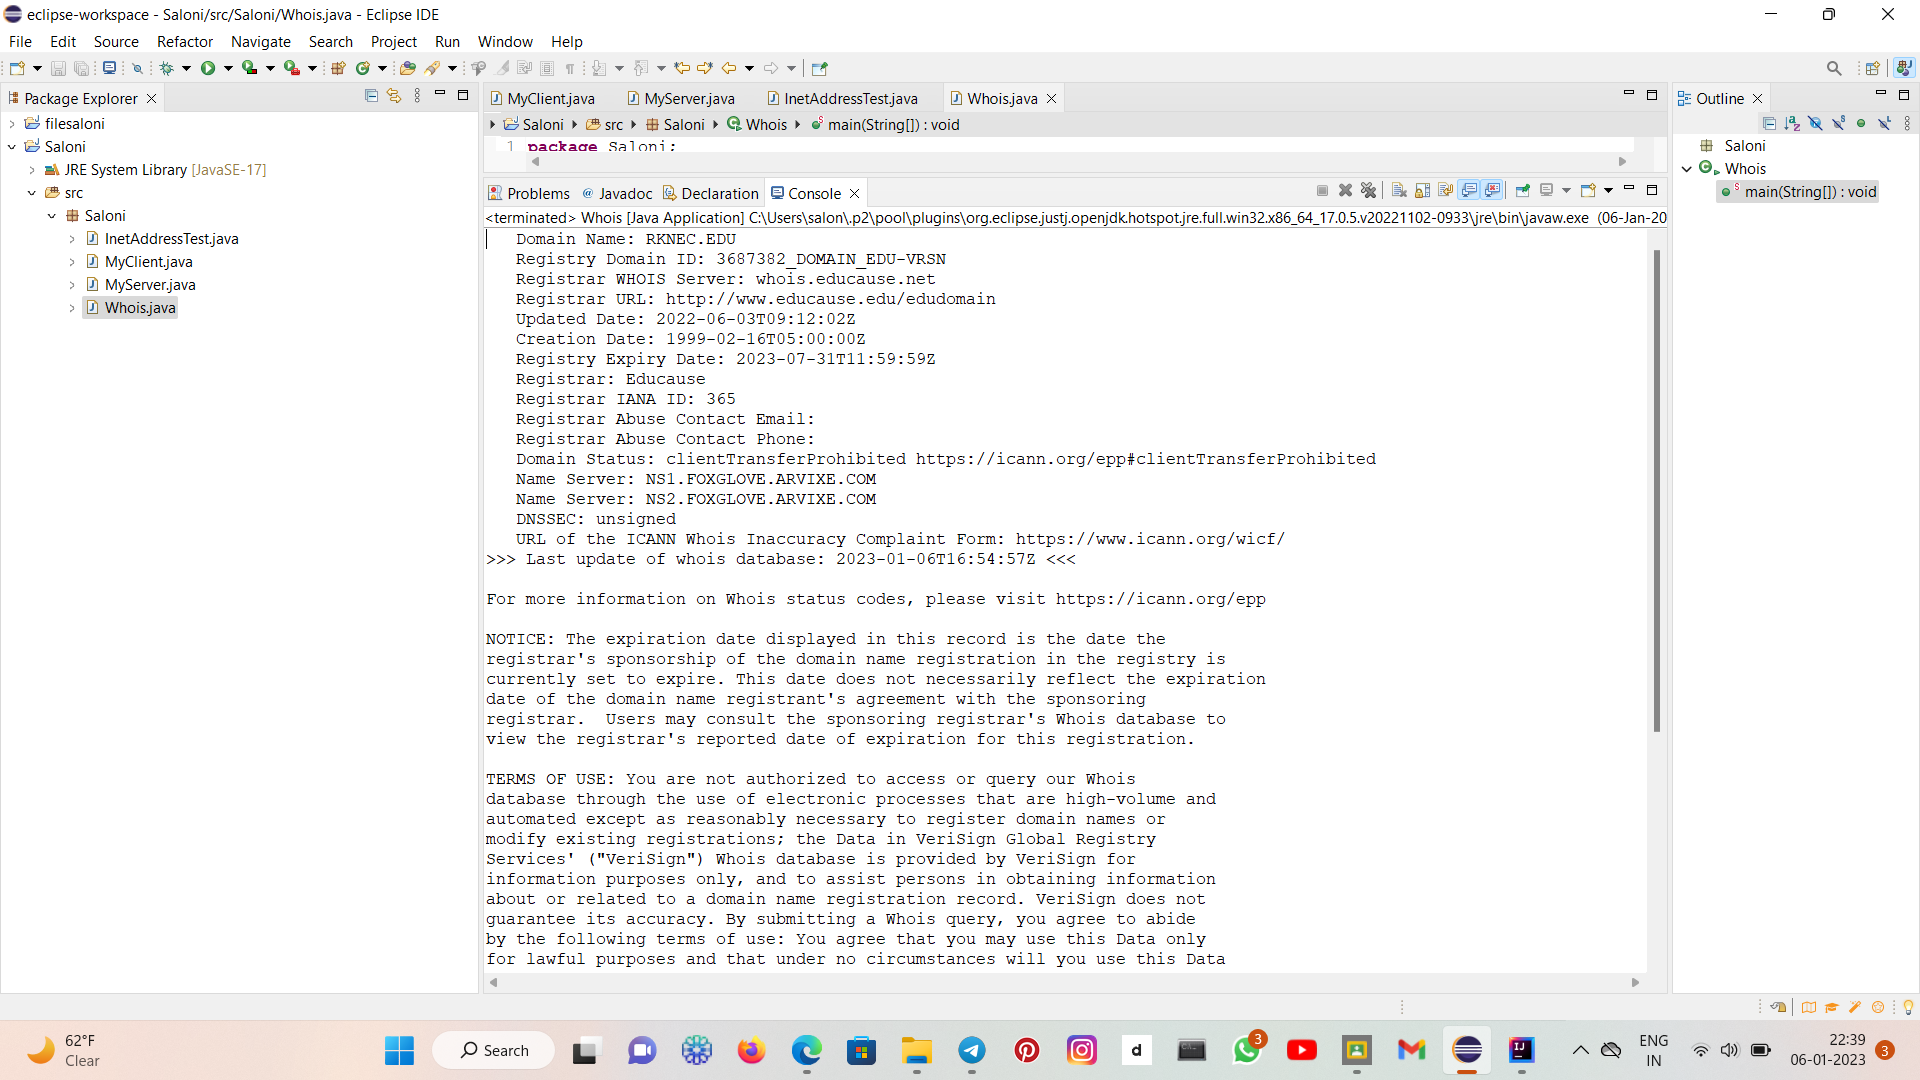 eclipse-workspace - Saloni/src/Saloni/Whois.java - Eclipse IDE
File Edit Source Refactor Navigate Search Project Run Window Help
Package Explorer
filesaloni
Saloni
JRE System Library [JavaSE-17]
src
Saloni
InetAddressTest.java
MyClient.java
MyServer.java
Whois.java
MyClient.java MyServer.java InetAddressTest.java Whois.java
Saloni src Saloni Whois main(String[]) : void
1 package Saloni;
Problems Javadoc Declaration Console
<terminated> Whois [Java Application] C:\Users\salon\.p2\pool\plugins\org.eclipse.justj.openjdk.hotspot.jre.full.win32.x86_64_17.0.5.v20221102-0933\jre\bin\javaw.exe (06-Jan-20
Domain Name: RKNEC.EDU
Registry Domain ID: 3687382_DOMAIN_EDU-VRSN
Registrar WHOIS Server: whois.educause.net
Registrar URL: http://www.educause.edu/edudomain
Updated Date: 2022-06-03T09:12:02Z
Creation Date: 1999-02-16T05:00:00Z
Registry Expiry Date: 2023-07-31T11:59:59Z
Registrar: Educause
Registrar IANA ID: 365
Registrar Abuse Contact Email:
Registrar Abuse Contact Phone:
Domain Status: clientTransferProhibited https://icann.org/epp#clientTransferProhibited
Name Server: NS1.FOXGLOVE.ARVIXE.COM
Name Server: NS2.FOXGLOVE.ARVIXE.COM
DNSSEC: unsigned
URL of the ICANN Whois Inaccuracy Complaint Form: https://www.icann.org/wicf/
>>> Last update of whois database: 2023-01-06T16:54:57Z <<<
For more information on Whois status codes, please visit https://icann.org/epp
NOTICE: The expiration date displayed in this record is the date the
registrar's sponsorship of the domain name registration in the registry is
currently set to expire. This date does not necessarily reflect the expiration
date of the domain name registrant's agreement with the sponsoring
registrar.  Users may consult the sponsoring registrar's Whois database to
view the registrar's reported date of expiration for this registration.
TERMS OF USE: You are not authorized to access or query our Whois
database through the use of electronic processes that are high-volume and
automated except as reasonably necessary to register domain names or
modify existing registrations; the Data in VeriSign Global Registry
Services' ("VeriSign") Whois database is provided by VeriSign for
information purposes only, and to assist persons in obtaining information
about or related to a domain name registration record. VeriSign does not
guarantee its accuracy. By submitting a Whois query, you agree to abide
by the following terms of use: You agree that you may use this Data only
for lawful purposes and that under no circumstances will you use this Data
Outline
Saloni
Whois
main(String[]) : void
62°F
Clear
Search
d
3
ENG
IN
22:39
06-01-2023
3